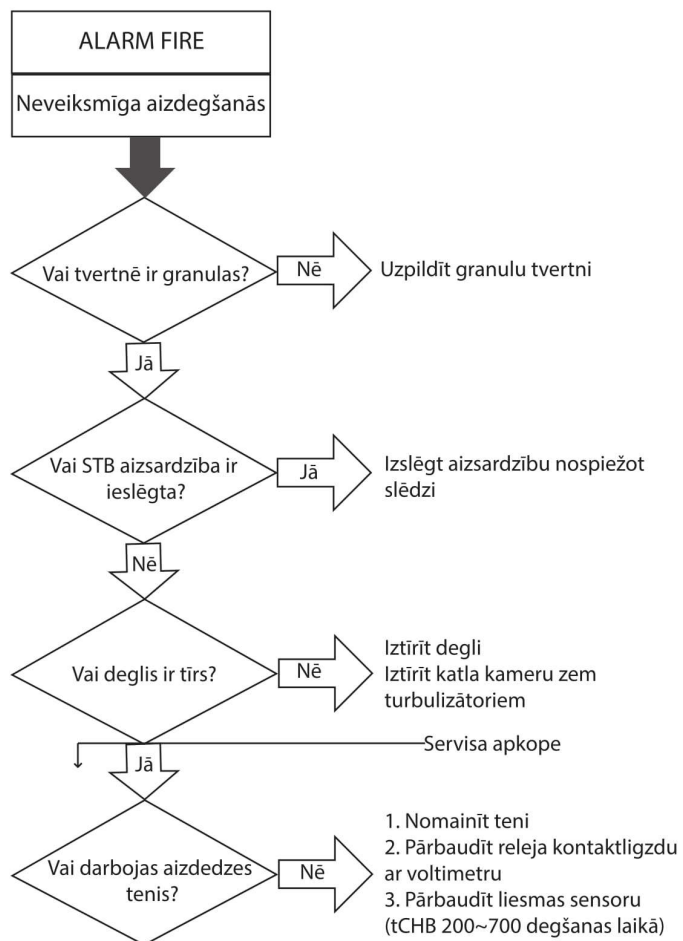 ALARM FIRE
Neveiksmīga aizdegšanās
Vai tvertnē ir granulas?
Nē
Uzpildīt granulu tvertni
Jā
Vai STB aizsardzība ir
ieslēgta?
Jā
Izslēgt aizsardzību nospiežot
slēdzi
Nē
Vai deglis ir tīrs?
Nē
Iztīrīt degli
Iztīrīt katla kameru zem
turbulizātoriem
Servisa apkope
Jā
Vai darbojas aizdedzes
tenis?
Nē
1. Nomainīt teni
2. Pārbaudīt releja kontaktligzdu
ar voltimetru
3. Pārbaudīt liesmas sensoru
(tCHB 200~700 degšanas laikā)